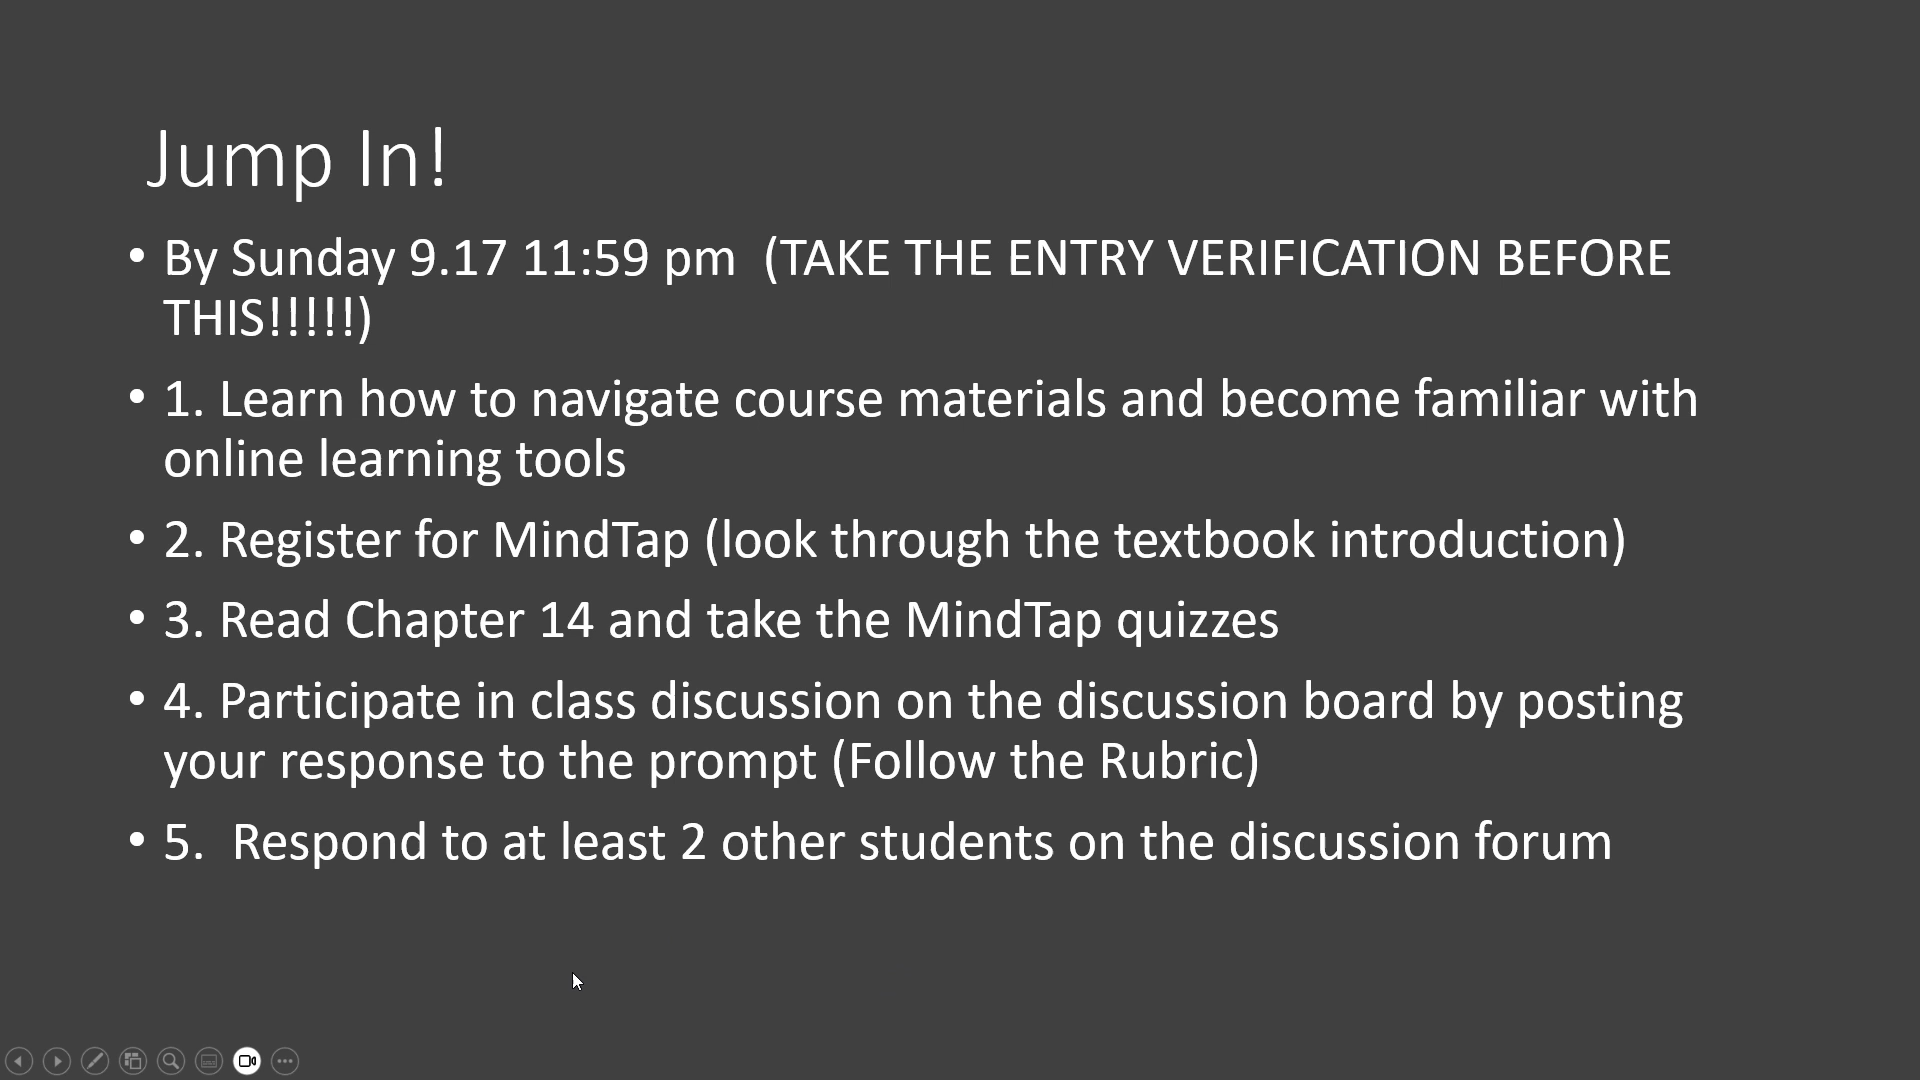 Jump In!
• By Sunday 9.17 11:59 pm  (TAKE THE ENTRY VERIFICATION BEFORE
THIS!!!!!)
• 1. Learn how to navigate course materials and become familiar with
online learning tools
• 2. Register for MindTap (look through the textbook introduction)
• 3. Read Chapter 14 and take the MindTap quizzes
• 4. Participate in class discussion on the discussion board by posting
your response to the prompt (Follow the Rubric)
• 5.  Respond to at least 2 other students on the discussion forum